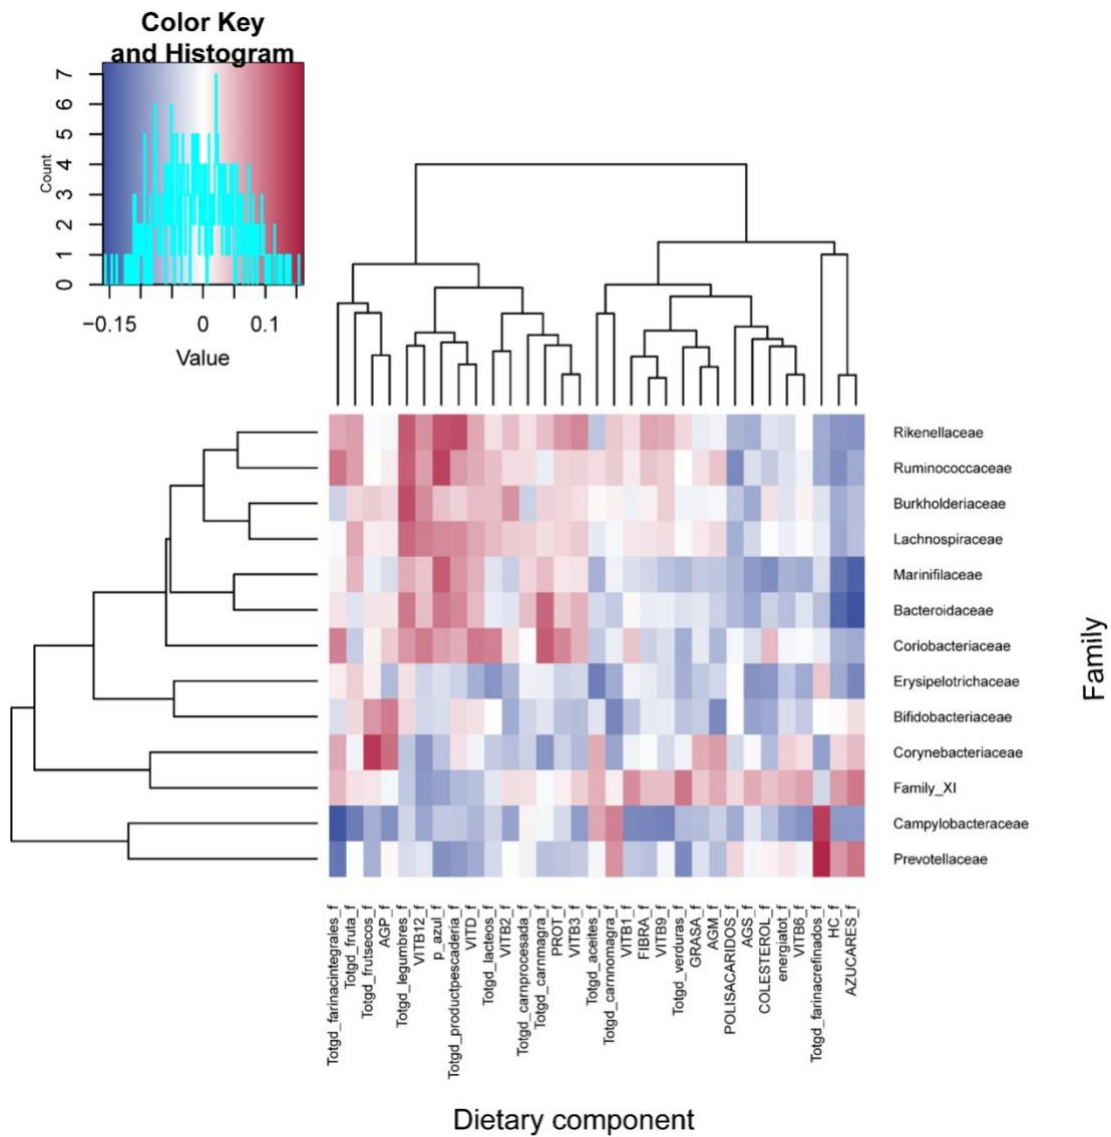 Color Key
and Histogram
Count
7
6
5
4
3
2
1
0
−0.15 0 0.1
Value
Rikenellaceae
Ruminococcaceae
Burkholderiaceae
Lachnospiraceae
Marinifilaceae
Bacteroidaceae
Coriobacteriaceae
Erysipelotrichaceae
Bifidobacteriaceae
Corynebacteriaceae
Family_XI
Campylobacteraceae
Prevotellaceae
Family
Totgd_farinacintegrales_f
Totgd_fruta_f
Totgd_frutsecos_f
AGP_f
Totgd_legumbres_f
VITB12_f
p_azul_f
Totgd_productpescaderia_f
VITD_f
Totgd_lacteos_f
VITB2_f
Totgd_carnprocesada_f
Totgd_carnmagra_f
PROT_f
VITB3_f
Totgd_aceites_f
Totgd_carnnomagra_f
VITB1_f
FIBRA_f
VITB9_f
Totgd_verduras_f
GRASA_f
AGM_f
POLISACARIDOS_f
AGS_f
COLESTEROL_f
energiatot_f
VITB6_f
Totgd_farinacrefinados_f
HC_f
AZUCARES_f
Dietary component